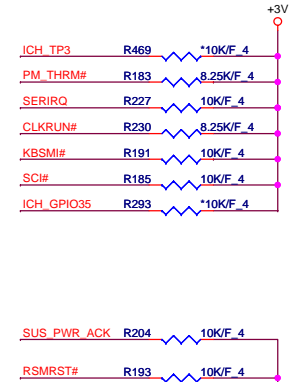 +3V
ICH_TP3 R469 *10K/F_4
PM_THRM# R183 8.25K/F_4
SERIRQ R227 10K/F_4
CLKRUN# R230 8.25K/F_4
KBSMI# R191 10K/F_4
SCI# R185 10K/F_4
ICH_GPIO35 R293 *10K/F_4
SUS_PWR_ACK R204 10K/F_4
RSMRST# R193 10K/F_4